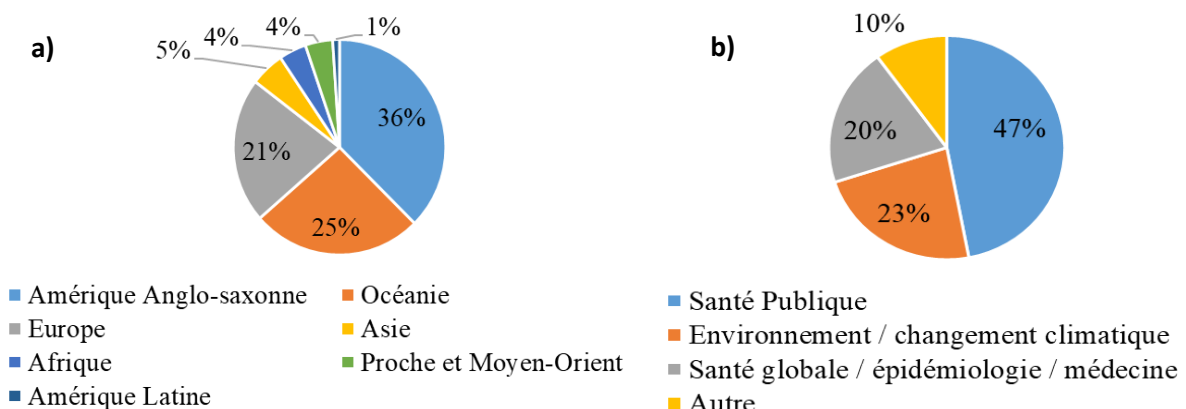 a)
4%
4%
1%
5%
36%
21%
25%
Amérique Anglo-saxonne
Océanie
Europe
Asie
Afrique
Proche et Moyen-Orient
Amérique Latine
b)
10%
47%
20%
23%
Santé Publique
Environnement / changement climatique
Santé globale / épidémiologie / médecine
Autre